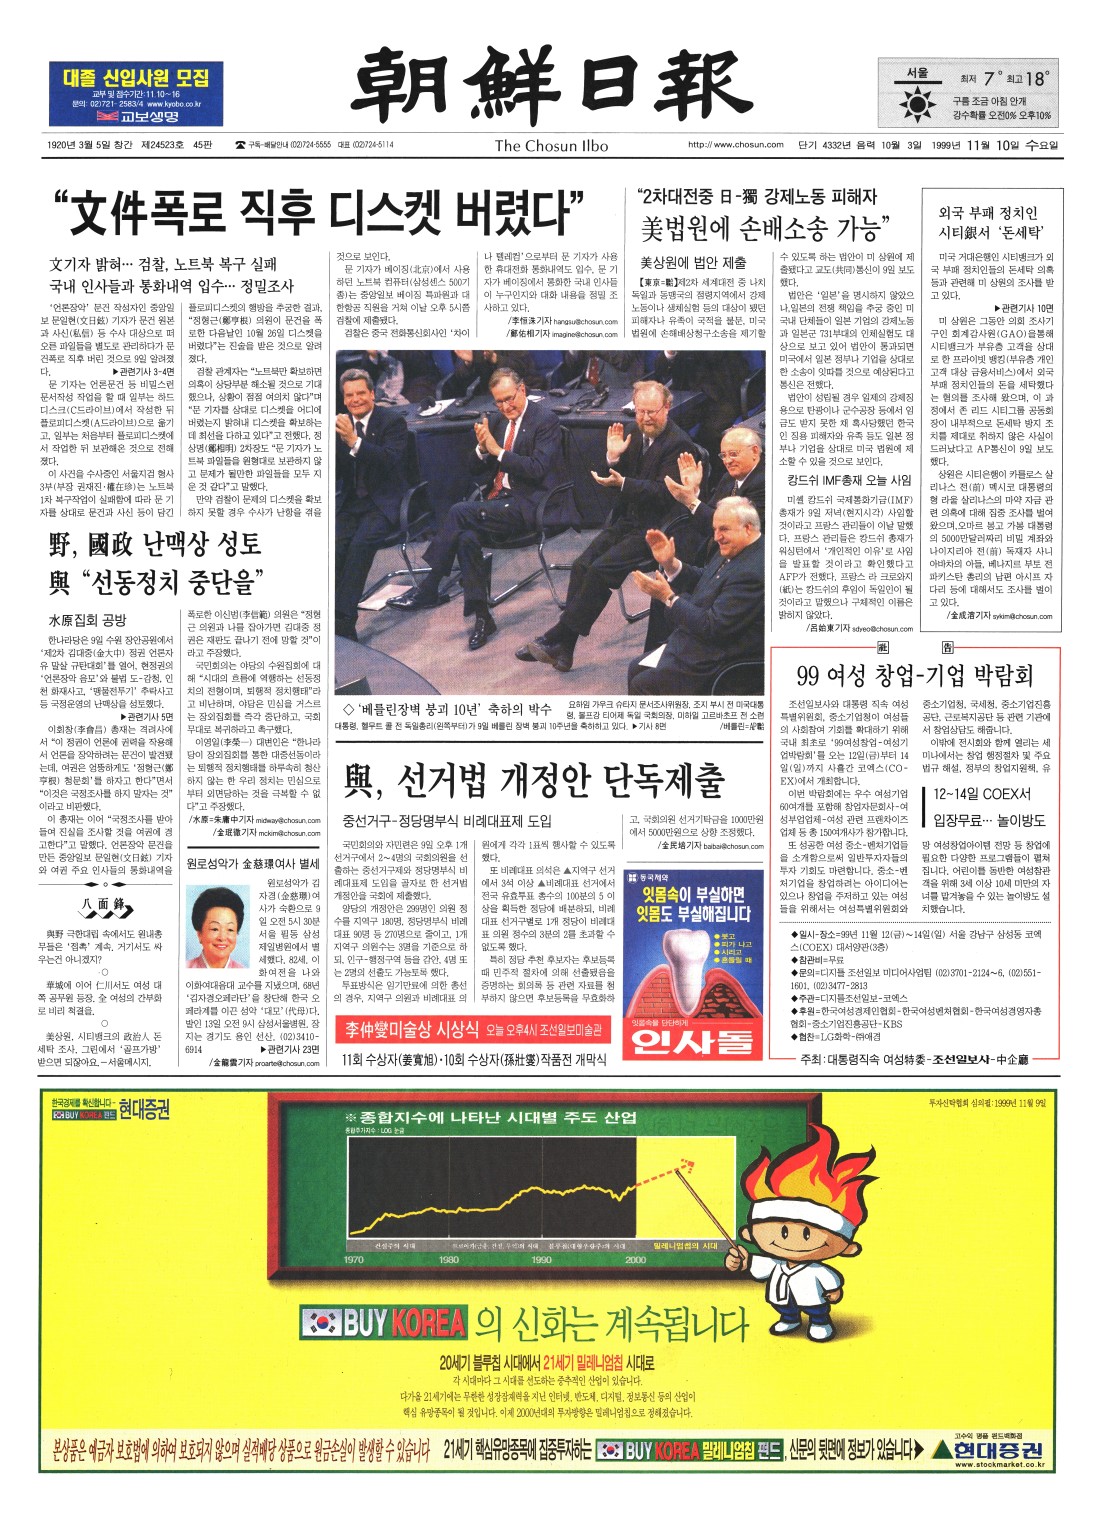 대졸 신입사원 모집
교부 및 접수기간: 11.10~16
문의: 02)721- 2583/4 www.kyobo.co.kr
교보생명
朝鮮日報
서울
최저 7° 최고 18°
구름 조금 아침 안개
강수확률 오전0% 오후10%
1920년 3월 5일 창간 제24523호 45판
구독·배달안내 (02)724-5555 대표 (02)724-5114
The Chosun Ilbo
http://www.chosun.com 단기 4332년 음력 10월 3일 1999년 11월 10일 수요일
“文件폭로 직후 디스켓 버렸다”
文기자 밝혀… 검찰, 노트북 복구 실패
국내 인사들과 통화내역 입수… 정밀조사
‘언론장악’ 문건 작성자인 중앙일
보 문일현(文日鉉) 기자가 문건 원본
과 사신(私信) 등 수사 대상으로 떠
오른 파일들을 별도로 관리하다가 문
건폭로 직후 버린 것으로 9일 알려졌
다. ▶관련기사 3·4면
문 기자는 언론문건 등 비밀스런
문서작성 작업을 할 때 일부는 하드
디스크(C드라이브)에서 작성한 뒤
플로피디스켓(A드라이브)으로 옮기
고, 일부는 처음부터 플로피디스켓에
서 작업한 뒤 보관해온 것으로 전해
졌다.
이 사건을 수사중인 서울지검 형사
3부(부장 권재진·權在珍)는 노트북
1차 복구작업이 실패함에 따라 문 기
자를 상대로 문건과 사신 등이 담긴
플로피디스켓의 행방을 추궁한 결과,
“정형근(鄭亨根) 의원이 문건을 폭
로한 다음날인 10월 26일 디스켓을
버렸다”는 진술을 받은 것으로 알려
졌다.
검찰 관계자는 “노트북만 확보하면
의혹이 상당부분 해소될 것으로 기대
했으나, 상황이 점점 여의치 않다”며
“문 기자를 상대로 디스켓을 어디에
버렸는지 밝혀내 디스켓을 확보하는
데 최선을 다하고 있다”고 전했다. 정
상명(鄭相明) 2차장도 “문 기자가 노
트북 파일들을 원형대로 보관하지 않
고 문제가 될만한 파일들을 모두 지
운 것 같다”고 말했다.
만약 검찰이 문제의 디스켓을 확보
하지 못할 경우 수사가 난항을 겪을
것으로 보인다.
문 기자가 베이징(北京)에서 사용
하던 노트북 컴퓨터(삼성센스 500기
종)는 중앙일보 베이징 특파원과 대
한항공 직원을 거쳐 이날 오후 5시쯤
검찰에 제출됐다.
검찰은 중국 전화통신회사인 ‘차이
나 텔레컴’으로부터 문 기자가 사용
한 휴대전화 통화내역도 입수, 문 기
자가 베이징에서 통화한 국내 인사들
이 누구인지와 대화 내용을 정밀 조
사하고 있다.
/李恒洙기자 hangsu@chosun.com
/鄭佑相기자 imagine@chosun.com
“2차대전중 日-獨 강제노동 피해자
美법원에 손배소송 가능”
美상원에 법안 제출
제2차 세계대전 중 나치
독일과 동맹국의 점령지역에서 강제
노동이나 생체실험 등의 대상이 됐던
피해자나 유족이 국적을 불문, 미국
법원에 손해배상청구소송을 제기할
수 있도록 하는 법안이 미 상원에 제
출됐다고 교도(共同)통신이 9일 보도
했다.
법안은 ‘일본’을 명시하지 않았으
나,일본의 전쟁 책임을 추궁 중인 미
국내 단체들이 일본 기업의 강제노동
과 일본군 731부대의 인체실험도 대
상으로 보고 있어 법안이 통과되면
미국에서 일본 정부나 기업을 상대로
한 소송이 잇따를 것으로 예상된다고
통신은 전했다.
법안이 성립될 경우 일제의 강제징
용으로 탄광이나 군수공장 등에서 임
금도 받지 못한 채 혹사당했던 한국
인 징용 피해자와 유족 등도 일본 정
부나 기업을 상대로 미국 법원에 제
소할 수 있을 것으로 보인다.
캉드쉬 IMF총재 오늘 사임
미셸 캉드쉬 국제통화기금(IMF)
총재가 9일 저녁(현지시각) 사임할
것이라고 프랑스 관리들이 이날 말했
다. 프랑스 관리들은 캉드쉬 총재가
워싱턴에서 ‘개인적인 이유’로 사임
을 발표할 것이라고 확인했다고
AFP가 전했다. 프랑스 라 크르와지
(紙)는 캉드쉬의 후임이 독일인이 될
것이라고 말했으나 구체적인 이름은
밝히지 않았다.
/呂始東기자 sdyeo@chosun.com
외국 부패 정치인
시티銀서 ‘돈세탁’
미국 거대은행인 시티뱅크가 외
국 부패 정치인들의 돈세탁 의혹
등과 관련해 미 상원의 조사를 받
고 있다.
▶관련기사 10면
미 상원은 그동안 의회 조사기
구인 회계감사원(GAO)을통해
시티뱅크가 부유층 고객을 상대
로 한 프라이빗 뱅킹(부유층 개인
고객 대상 금융서비스)에서 외국
부패 정치인들의 돈을 세탁했다
는 혐의를 조사해 왔으며, 이 과
정에서 존 리드 시티그룹 공동회
장이 내부적으로 돈세탁 방지 조
치를 제대로 취하지 않은 사실이
드러났다고 AP통신이 9일 보도
했다.
상원은 시티은행이 카를로스 살
리나스 전(前) 멕시코 대통령의
형 라울 살리나스의 마약 자금 관
련 의혹에 대해 집중 조사를 벌여
왔으며,오마르 봉고 가봉 대통령
의 5000만달러짜리 비밀 계좌와
나이지리아 전(前) 독재자 사니
아바차의 아들, 베나지르 부토 전
파키스탄 총리의 남편 아시프 자
다리 등에 대해서도 조사를 벌이
고 있다.
/金成溶기자 sykim@chosun.com
野, 國政 난맥상 성토
與 “선동정치 중단을”
水原집회 공방
한나라당은 9일 수원 장안공원에서
‘제2차 김대중(金大中) 정권 언론자
유 말살 규탄대회’를 열어, 현정권의
‘언론장악 음모’와 불법 도·감청, 인
천 화재사고, ‘맹물전투기’ 추락사고
등 국정운영의 난맥상을 성토했다.
▶관련기사 5면
이회창(李會昌) 총재는 격려사에
서 “이 정권이 언론에 권력을 작용해
서 언론을 장악하려는 문건이 발견됐
는데, 여권은 엉뚱하게도 ‘정형근(鄭
亨根) 청문회’를 하자고 한다”면서
“이것은 국정조사를 하지 말자는 것”
이라고 비판했다.
이 총재는 이어 “국정조사를 받아
들여 진실을 조사할 것을 여권에 경
고한다”고 말했다. 언론장악 문건을
만든 중앙일보 문일현(文日鉉) 기자
와 여권 주요 인사들의 통화내역을
폭로한 이신범(李信範) 의원은 “정형
근 의원과 나를 잡아가면 김대중 정
권은 재판도 끝나기 전에 망할 것”이
라고 주장했다.
국민회의는 야당의 수원집회에 대
해 “시대의 흐름에 역행하는 선동정
치의 전형이며, 퇴행적 정치행태”라
고 비난하며, 야당은 민심을 거스르
는 장외집회를 즉각 중단하고, 국회
무대로 복귀하라고 촉구했다.
이영일(李榮一) 대변인은 “한나라
당이 장외집회를 통한 대중선동이라
는 퇴행적 정치행태를 하루속히 청산
하지 않는 한 우리 정치는 민심으로
부터 외면당하는 것을 극복할 수 없
다”고 주장했다.
/水原=朱庸中기자 midway@chosun.com
/金珉徹기자 mckim@chosun.com
◇ ‘베를린장벽 붕괴 10년’ 축하의 박수
요하임 가우크 슈타지 문서조사위원장, 조지 부시 전 미국대통
령, 볼프강 티어제 독일 국회의장, 미하일 고르바초프 전 소련
대통령, 헬무트 콜 전 독일총리(왼쪽부터)가 9일 베를린 장벽 붕괴 10주년을 축하하고 있다. ▶기사 8면
與, 선거법 개정안 단독제출
중선거구-정당명부식 비례대표제 도입
국민회의와 자민련은 9일 오후 1개
선거구에서 2~4명의 국회의원을 선
출하는 중선거구제와 정당명부식 비
례대표제 도입을 골자로 한 선거법
개정안을 국회에 제출했다.
양당의 개정안은 299명인 의원 정
수를 지역구 180명, 정당명부식 비례
대표 90명 등 270명으로 줄이고, 1개
지역구 의원수는 3명을 기준으로 하
되, 인구·행정구역 등을 감안, 4명 또
는 2명의 선출도 가능토록 했다.
투표방식은 임기만료에 의한 총선
의 경우, 지역구 의원과 비례대표 의
원에게 각각 1표씩 행사할 수 있도록
했다.
또 비례대표 의석은 ▲지역구 선거
에서 3석 이상 ▲비례대표 선거에서
전국 유효투표 총수의 100분의 5 이
상을 획득한 정당에 배분하되, 비례
대표 선거구별로 1개 정당이 비례대
표 의원 정수의 3분의 2를 초과할 수
없도록 했다.
특히 정당 추천 후보자는 후보등록
때 민주적 절차에 의해 선출됐음을
증명하는 회의록 등 관련 자료를 첨
부하지 않으면 후보등록을 무효화하
고, 국회의원 선거기탁금을 1000만원
에서 5000만원으로 상향 조정했다.
/金民培기자 baibai@chosun.com
원로성악가 金慈璟여사 별세
원로성악가 김
자경(金慈璟)여
사가 숙환으로 9
일 오전 5시 30분
서울 필동 삼성
제일병원에서 별
세했다. 82세. 이
화여전을 나와
이화여대음대 교수를 지냈으며, 68년
‘김자경오페라단’을 창단해 한국 오
페라계를 이끈 성악 ‘대모’(代母)다.
발인 13일 오전 9시 삼성서울병원, 장
지는 경기도 용인 선산. (02)3410-
6914 ▶관련기사 23면
/金龍雲기자 proarte@chosun.com
八面鋒
與野 극한대립 속에서도 원내총
무들은 ‘접촉’ 계속. 거기서도 싸
우는건 아니겠지?
○
華城에 이어 仁川서도 여성 대
쪽 공무원 등장. 全 여성의 간부화
로 비리 척결을.
○
美상원, 시티뱅크의 政治人 돈
세탁 조사. 그런에서 ‘골프가방’
받으면 되잖아요.—서울메시지.
동국제약
잇몸속이 부실하면
잇몸도 부실해집니다
●붓고
●피가 나고
●시리고
●흔들릴 때
잇몸속을 단단하게
인사돌
李仲燮미술상 시상식 오늘 오후4시 조선일보미술관
11회 수상자(姜寬旭)·10회 수상자(孫壯燮)작품전 개막식
社告
99 여성 창업-기업 박람회
조선일보사와 대통령 직속 여성
특별위원회, 중소기업청이 여성들
의 사회참여 기회를 확대하기 위해
국내 최초로 ‘99여성창업-여성기
업박람회’를 오는 12일(금)부터 14
일(일)까지 사흘간 코엑스(CO-
EX)에서 개최합니다.
이번 박람회에는 우수 여성기업
60여개를 포함해 창업자문회사·여
성부업업체·여성 관련 프랜차이즈
업체 등 총 150여개사가 참가합니다.
또 성공한 여성 중소·벤처기업들
을 소개함으로써 일반투자자들의
투자 기회도 마련합니다. 중소·벤
처기업을 창업하려는 아이디어는
있으나 창업을 주저하고 있는 여성
들을 위해서는 여성특별위원회와
중소기업청, 국세청, 중소기업진흥
공단, 근로복지공단 등 관련 기관에
서 창업상담도 해줍니다.
이밖에 전시회와 함께 열리는 세
미나에서는 창업 행정절차 및 주요
법규 해설, 정부의 창업지원책, 유
12~14일 COEX서
입장무료… 놀이방도
망 여성창업아이템 전망 등 창업에
필요한 다양한 프로그램들이 펼쳐
집니다. 어린이를 동반한 여성참관
객을 위해 3세 이상 10세 미만의 자
녀를 맡겨놓을 수 있는 놀이방도 설
치했습니다.
◆일시·장소=99년 11월 12(금)~14일(일) 서울 강남구 삼성동 코엑
스(COEX) 대서양관(3층)
◆참관비=무료
◆문의=디지틀 조선일보 미디어사업팀 (02)3701-2124~6, (02)551-
1601, (02)3477-2813
◆주관=디지틀조선일보·코엑스
◆후원=한국여성경제인협회·한국여성벤처협회·한국여성경영자총
협회·중소기업진흥공단·KBS
◆협찬=LG화학·㈜애경
주최: 대통령직속 여성特委-조선일보사-中企廳
한국경제를 확신합니다-
BUY KOREA 펀드 현대증권
투자신탁협회 심의필:1999년 11월 9일
※ 종합지수에 나타난 시대별 주도 산업
종합주가지수 : LOG 눈금
건설주의 시대
밀레니엄칩의 시대
1970 1980 1990 2000
BUY KOREA의 신화는 계속됩니다
20세기 블루칩 시대에서 21세기 밀레니엄칩 시대로
각 시대마다 그 시대를 선도하는 중추적인 산업이 있습니다.
다가올 21세기에는 무한한 성장잠재력을 지닌 인터넷, 반도체, 디지털, 정보통신 등의 산업이
핵심 유망종목이 될 것입니다. 이제 2000년대의 투자방향은 밀레니엄칩으로 정해졌습니다.
본상품은 예금자 보호법에 의하여 보호되지 않으며 실적배당 상품으로 원금손실이 발생할 수 있습니다
21세기 핵심유망종목에 집중투자하는 BUY KOREA 밀레니엄칩 펀드, 신문의 뒷면에 정보가 있습니다▶
고수익 명품 펀드백화점
현대증권
www.stockmarket.co.kr